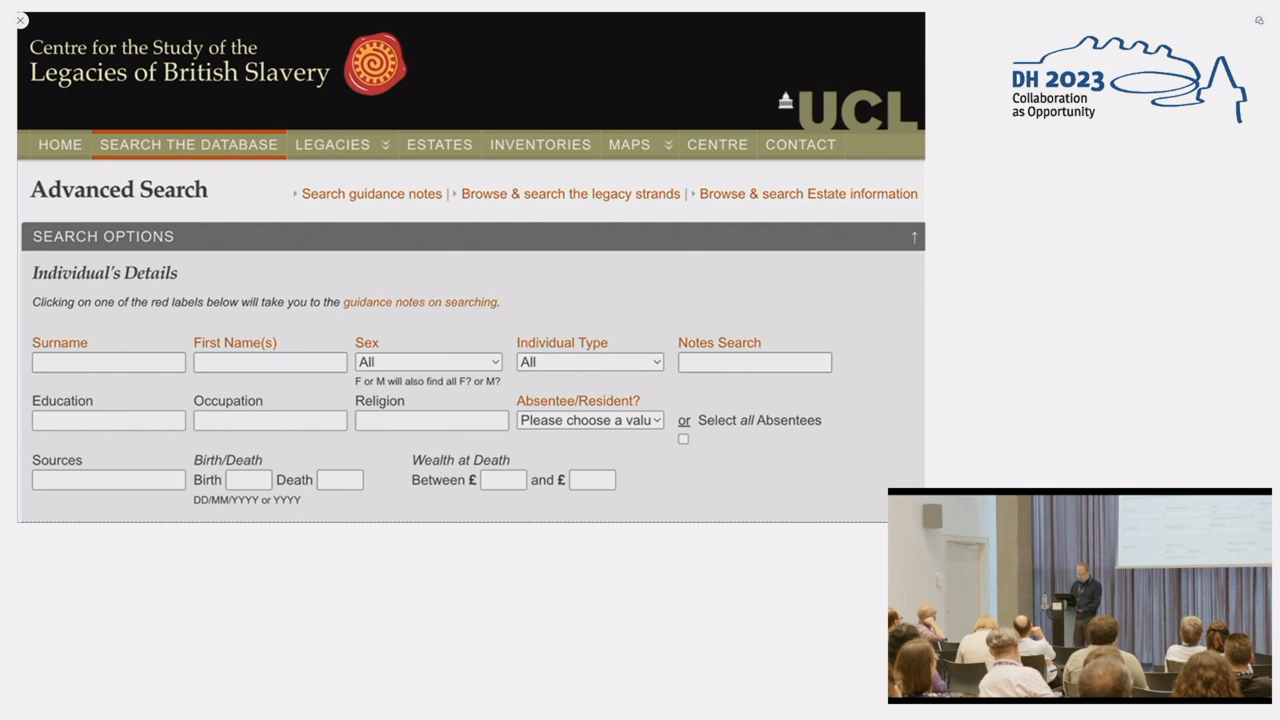 Centre for the Study of the
Legacies of British Slavery
UCL
DH 2023
Collaboration
as Opportunity
HOME SEARCH THE DATABASE LEGACIES ESTATES INVENTORIES MAPS CENTRE CONTACT
Advanced Search
Search guidance notes | Browse & search the legacy strands | Browse & search Estate information
SEARCH OPTIONS ↑
Individual's Details
Clicking on one of the red labels below will take you to the guidance notes on searching.
Surname First Name(s) Sex Individual Type Notes Search
All All
F or M will also find all F? or M?
Education Occupation Religion Absentee/Resident?
Please choose a valu or Select all Absentees
Sources Birth/Death Wealth at Death
Birth Death Between £ and £
DD/MM/YYYY or YYYY